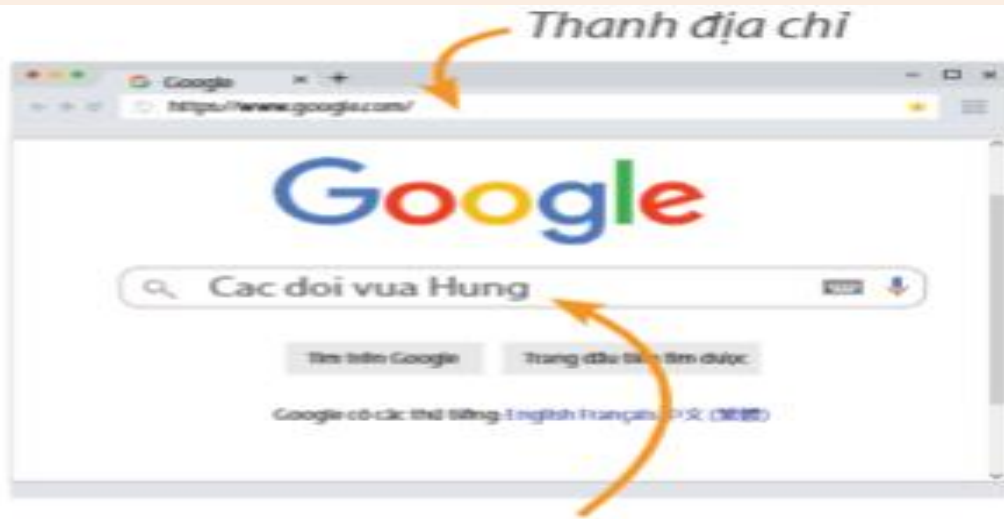 Thanh địa chỉ
Google
https://www.google.com/
Google
Cac doi vua Hung
Tìm trên Google Trang đầu tiên tìm được
Google có các thứ tiếng: English Français 中文 (繁體)